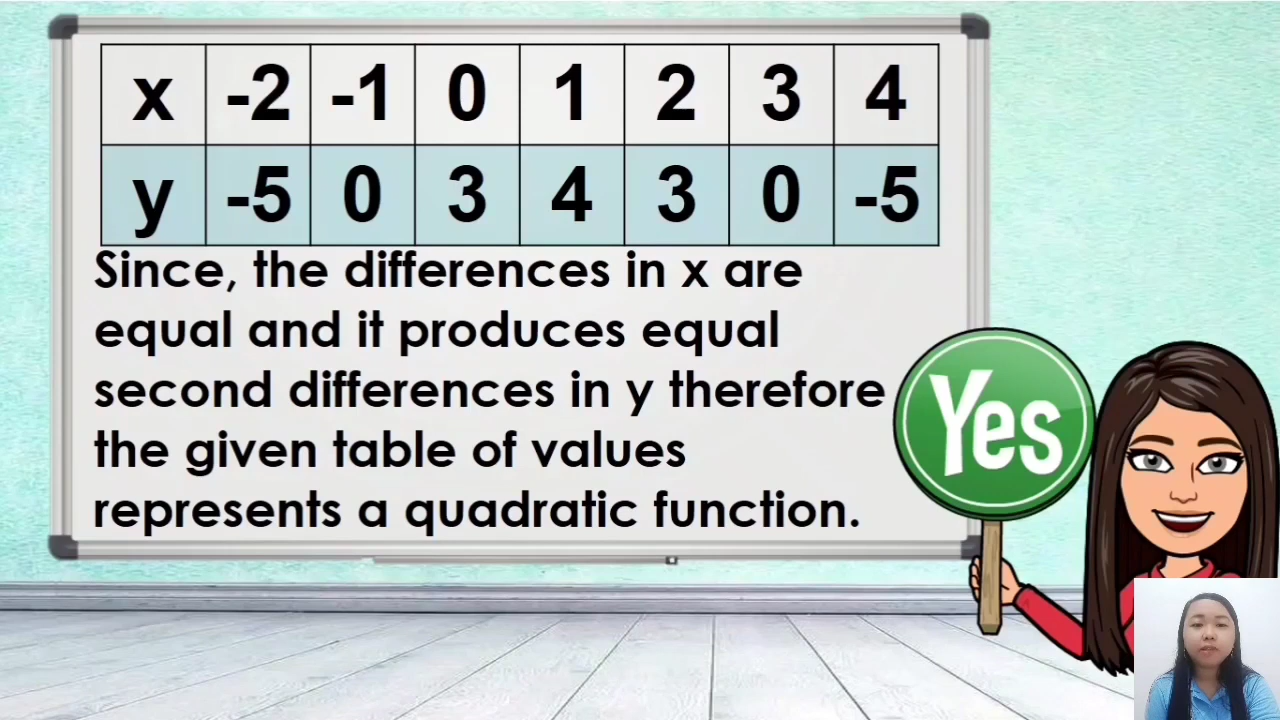 x -2 -1 0 1 2 3 4
y -5 0 3 4 3 0 -5
Since, the differences in x are
equal and it produces equal
second differences in y therefore
the given table of values
represents a quadratic function.
Yes